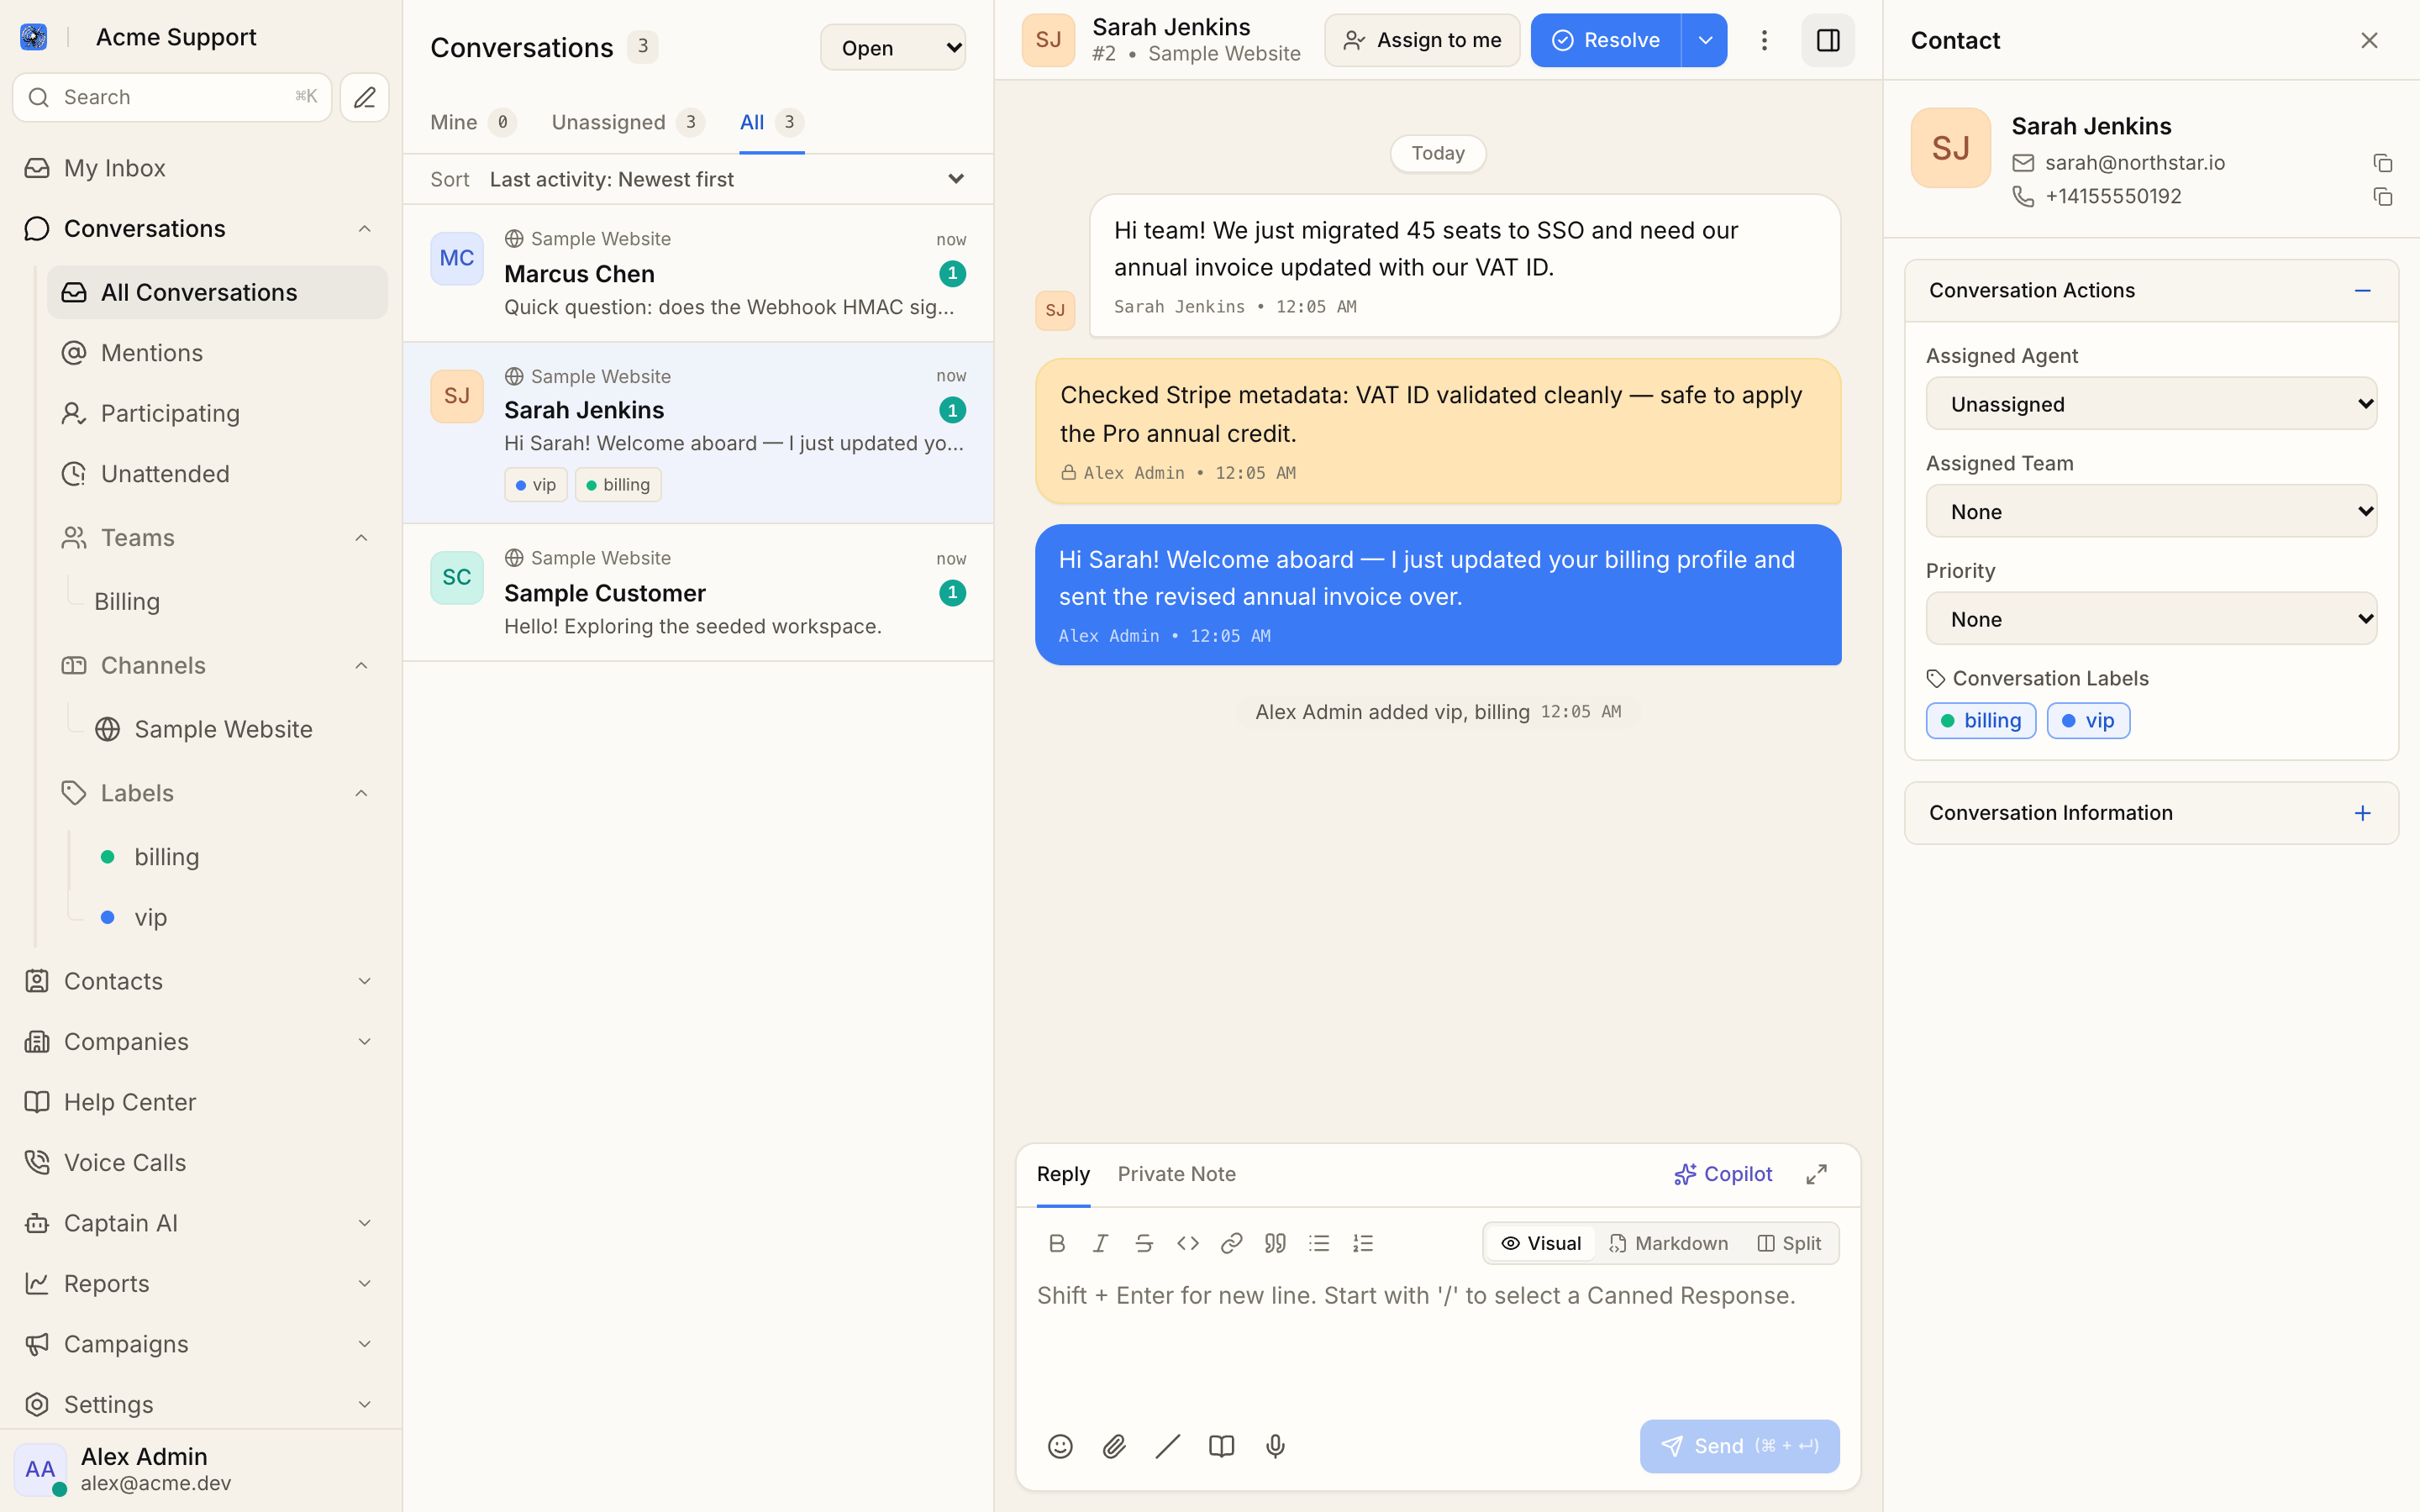 Acme Support
Search ⌘K
My Inbox
Conversations
All Conversations
Mentions
Participating
Unattended
Teams
Billing
Channels
Sample Website
Labels
billing
vip
Contacts
Companies
Help Center
Voice Calls
Captain AI
Reports
Campaigns
Settings
AA
Alex Admin
alex@acme.dev
Conversations 3
Open
Mine 0 Unassigned 3 All 3
Sort Last activity: Newest first
MC
Sample Website now
Marcus Chen 1
Quick question: does the Webhook HMAC sig...
SJ
Sample Website now
Sarah Jenkins 1
Hi Sarah! Welcome aboard — I just updated yo...
vip billing
SC
Sample Website now
Sample Customer 1
Hello! Exploring the seeded workspace.
SJ
Sarah Jenkins
#2 • Sample Website
Assign to me
Resolve
Today
Hi team! We just migrated 45 seats to SSO and need our
annual invoice updated with our VAT ID.
SJ
Sarah Jenkins • 12:05 AM
Checked Stripe metadata: VAT ID validated cleanly — safe to apply
the Pro annual credit.
Alex Admin • 12:05 AM
Hi Sarah! Welcome aboard — I just updated your billing profile and
sent the revised annual invoice over.
Alex Admin • 12:05 AM
Alex Admin added vip, billing 12:05 AM
Reply Private Note Copilot
Visual Markdown Split
Shift + Enter for new line. Start with '/' to select a Canned Response.
Send (⌘ + ↵)
Contact
SJ
Sarah Jenkins
sarah@northstar.io
+14155550192
Conversation Actions
Assigned Agent
Unassigned
Assigned Team
None
Priority
None
Conversation Labels
billing vip
Conversation Information